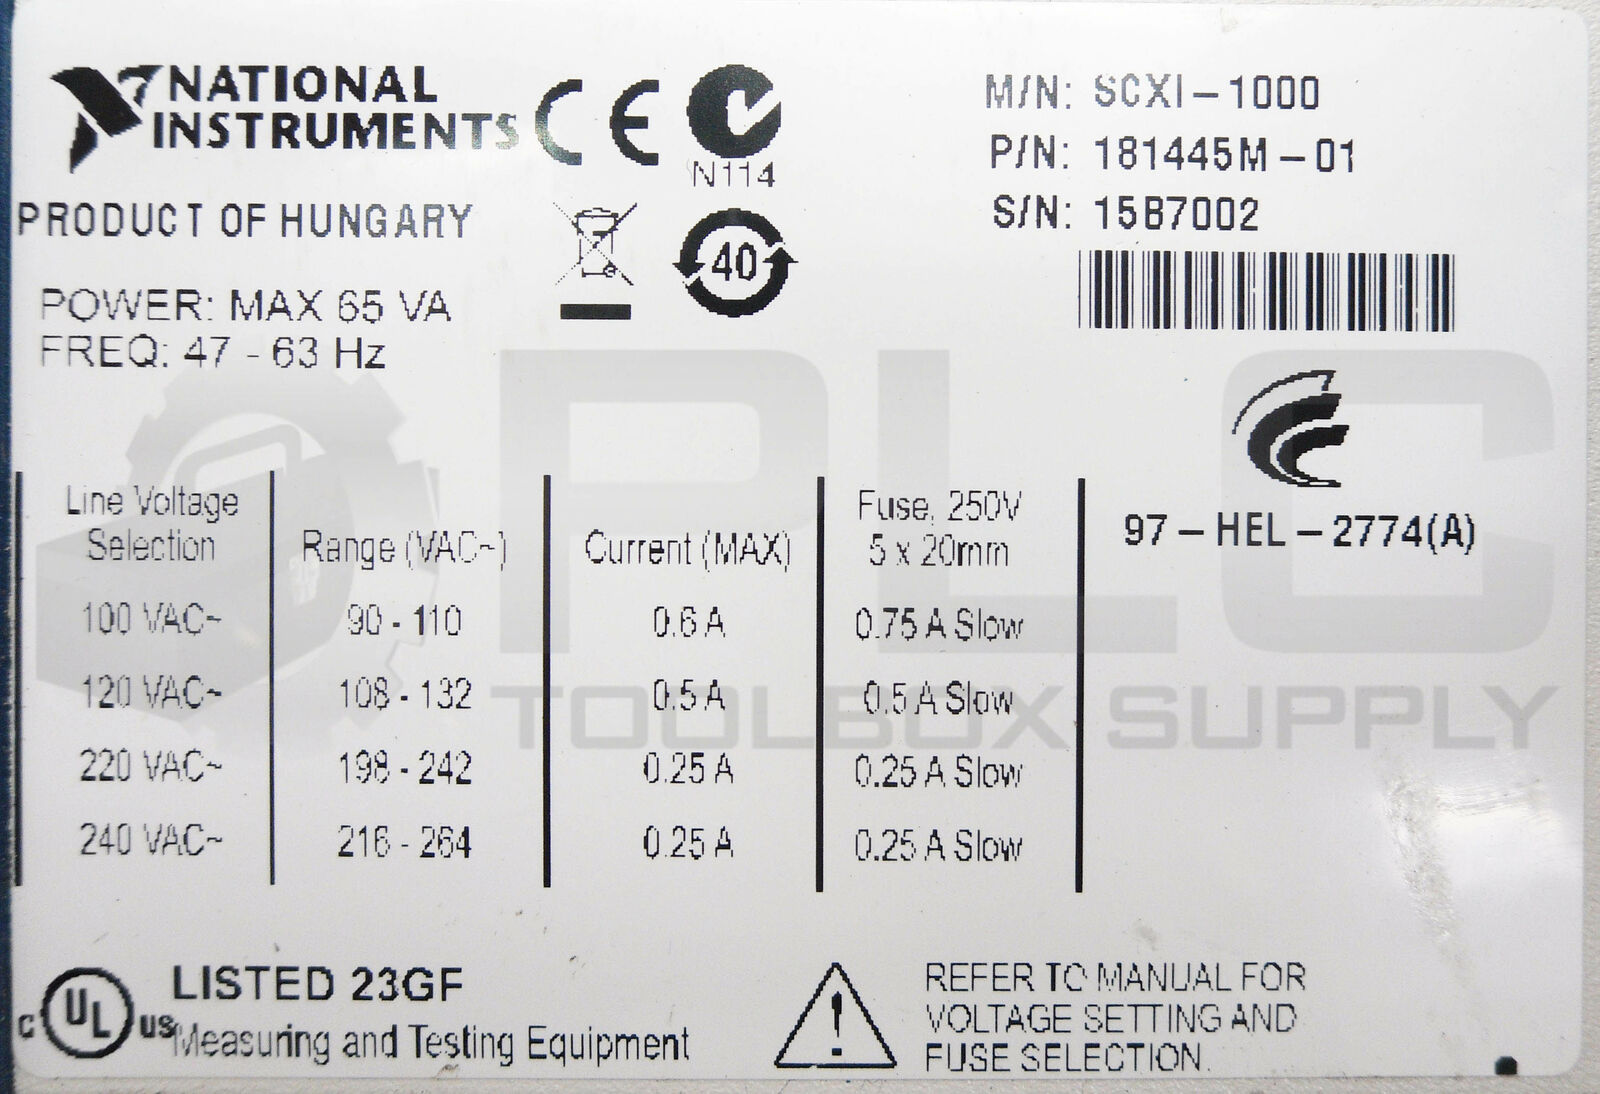 NATIONAL
INSTRUMENTS
CE
N114
M/N: SCXI-1000
P/N: 181445M-01
S/N: 15B7002
PRODUCT OF HUNGARY
40
POWER: MAX 65 VA
FREQ: 47 - 63 Hz
97-HEL-2774(A)
Line Voltage
Selection
Range (VAC~)
Current (MAX)
Fuse, 250V
5 x 20mm
100 VAC~ 90 - 110 0.6 A 0.75 A Slow
120 VAC~ 108 - 132 0.5 A 0.5 A Slow
220 VAC~ 198 - 242 0.25 A 0.25 A Slow
240 VAC~ 216 - 264 0.25 A 0.25 A Slow
PLC
TOOLBOX SUPPLY
c UL us
LISTED 23GF
Measuring and Testing Equipment
REFER TO MANUAL FOR
VOLTAGE SETTING AND
FUSE SELECTION.